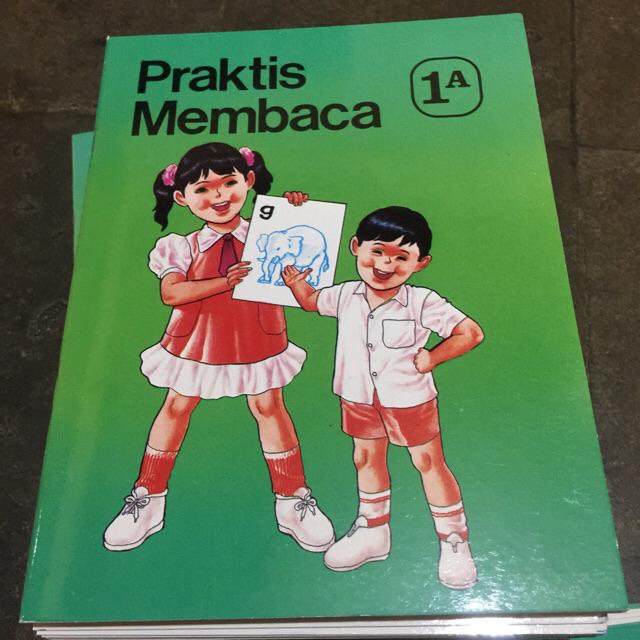 Praktis
Membaca
1A
g